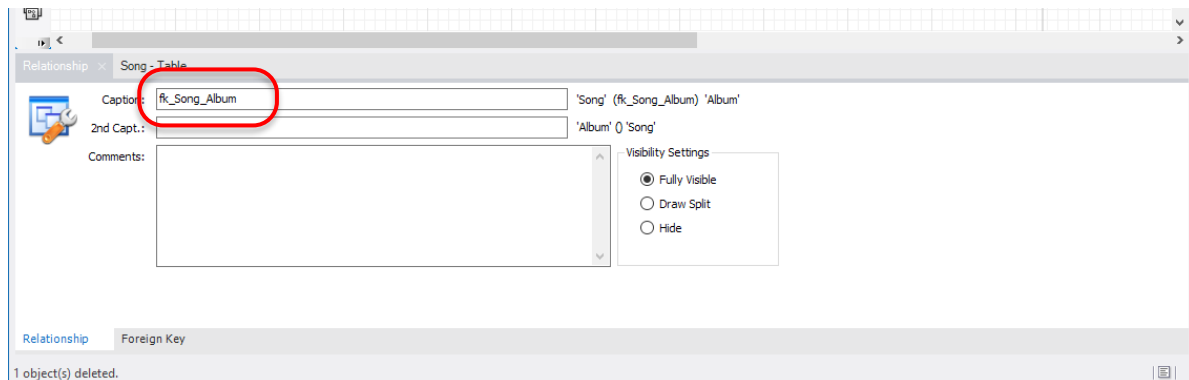 Relationship × Song - Table
Caption: fk_Song_Album 'Song' (fk_Song_Album) 'Album'
2nd Capt.: 'Album' () 'Song'
Comments: Visibility Settings
Fully Visible
Draw Split
Hide
Relationship Foreign Key
1 object(s) deleted.